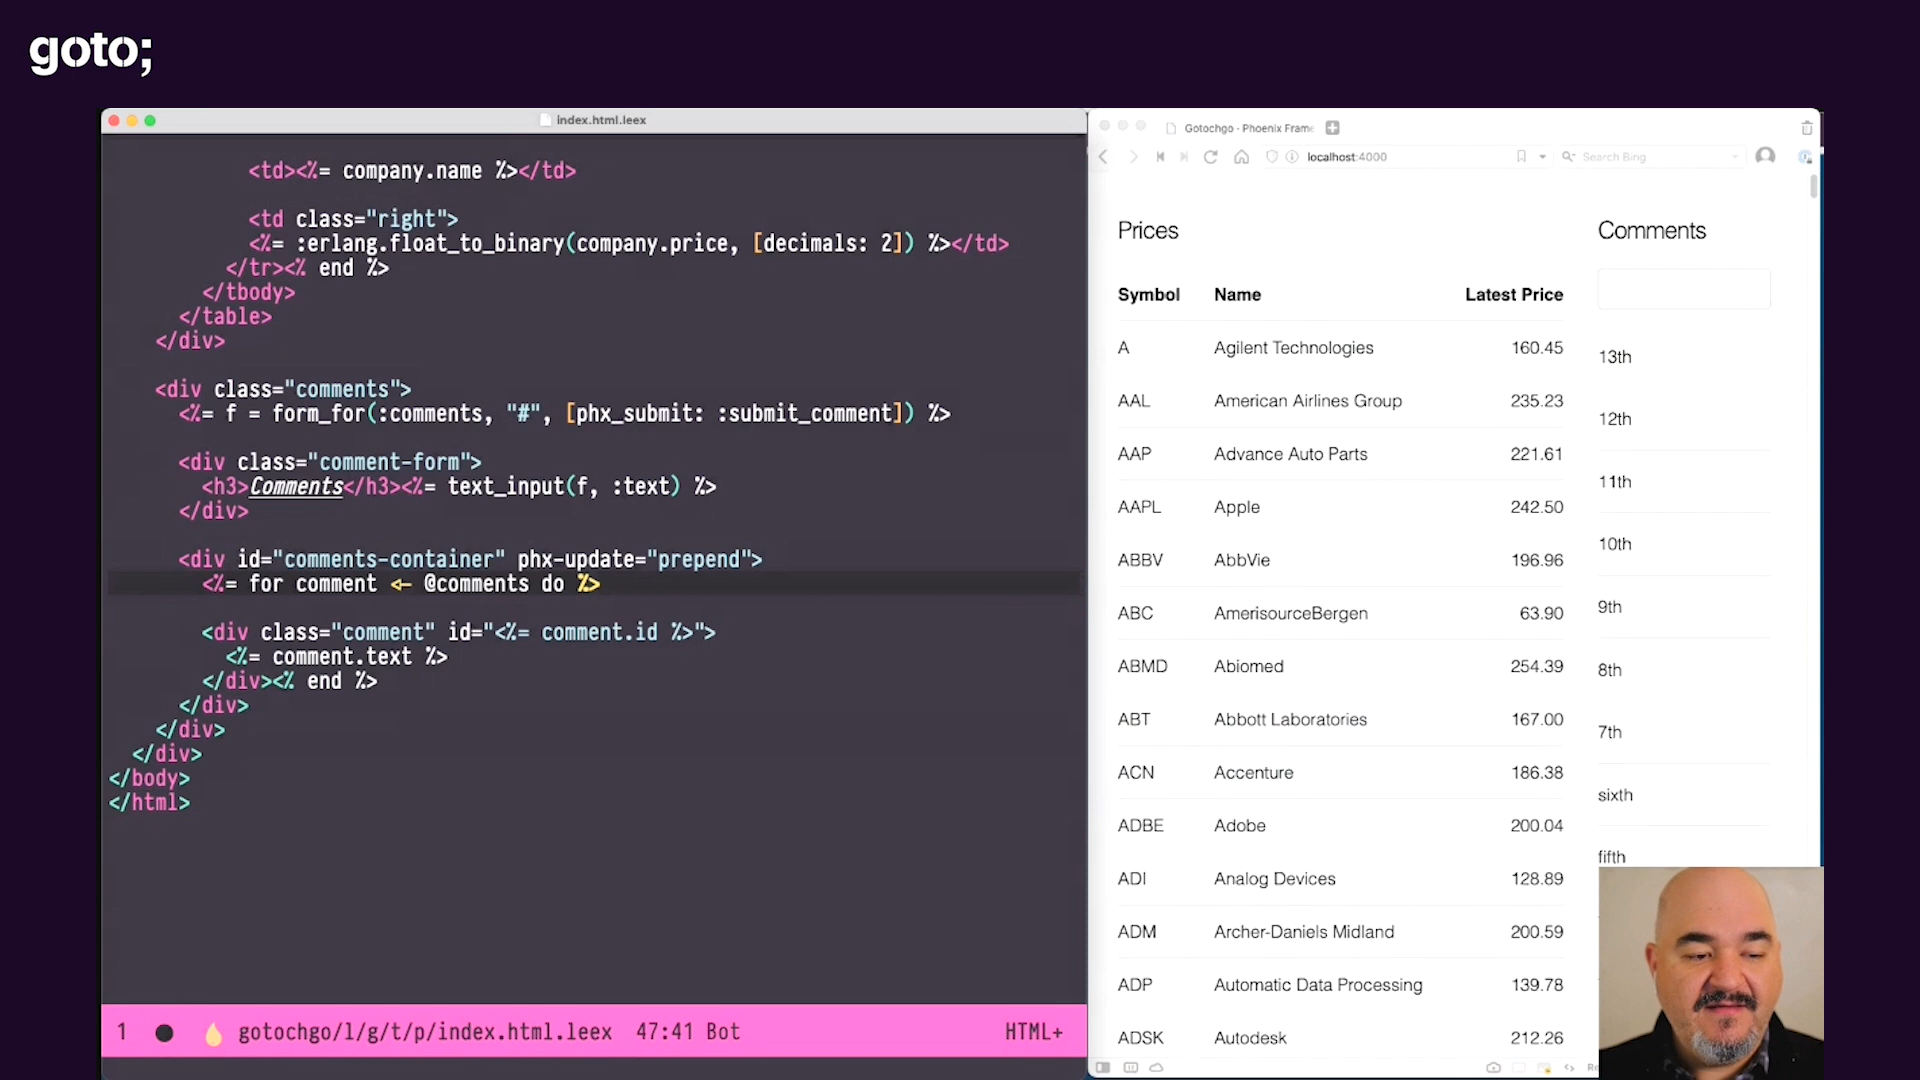 goto;
index.html.leex
<td><%= company.name %></td>
<td class="right">
<%= :erlang.float_to_binary(company.price, [decimals: 2]) %></td>
</tr><% end %>
</tbody>
</table>
</div>
<div class="comments">
<%= f = form_for(:comments, "#", [phx_submit: :submit_comment]) %>
<div class="comment-form">
<h3>Comments</h3><%= text_input(f, :text) %>
</div>
<div id="comments-container" phx-update="prepend">
<%= for comment <- @comments do %>
<div class="comment" id="<%= comment.id %>">
<%= comment.text %>
</div><% end %>
</div>
</div>
</div>
</body>
</html>
1 gotochgo/l/g/t/p/index.html.leex 47:41 Bot HTML+
Gotochgo · Phoenix Frame
localhost:4000 Search Bing
Prices
Symbol Name Latest Price
A Agilent Technologies 160.45
AAL American Airlines Group 235.23
AAP Advance Auto Parts 221.61
AAPL Apple 242.50
ABBV AbbVie 196.96
ABC AmerisourceBergen 63.90
ABMD Abiomed 254.39
ABT Abbott Laboratories 167.00
ACN Accenture 186.38
ADBE Adobe 200.04
ADI Analog Devices 128.89
ADM Archer-Daniels Midland 200.59
ADP Automatic Data Processing 139.78
ADSK Autodesk 212.26
Comments
13th
12th
11th
10th
9th
8th
7th
sixth
fifth